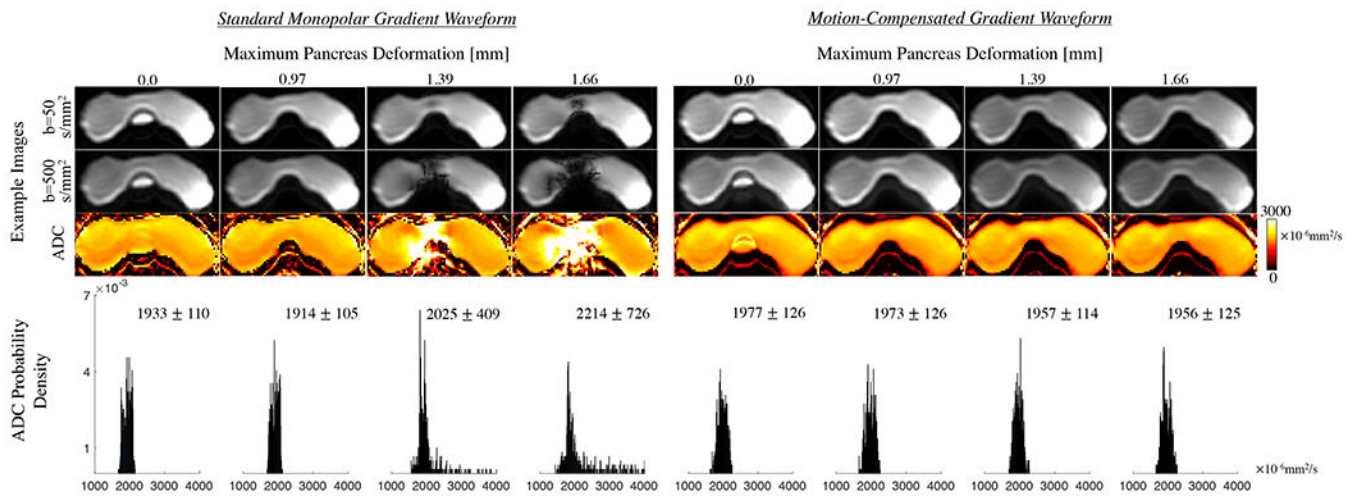 Standard Monopolar Gradient Waveform
Motion-Compensated Gradient Waveform
Maximum Pancreas Deformation [mm]
Maximum Pancreas Deformation [mm]
0.0 0.97 1.39 1.66 0.0 0.97 1.39 1.66
Example Images
b=50
s/mm²
b=500
s/mm²
ADC
3000
×10⁻⁶mm²/s
0
ADC Probability
Density
7 ×10⁻³
4
1
1933 ± 110 1914 ± 105 2025 ± 409 2214 ± 726 1977 ± 126 1973 ± 126 1957 ± 114 1956 ± 125
1000 2000 3000 4000 1000 2000 3000 4000 1000 2000 3000 4000 1000 2000 3000 4000 1000 2000 3000 4000 1000 2000 3000 4000 1000 2000 3000 4000 1000 2000 3000 4000
×10⁻⁶mm²/s